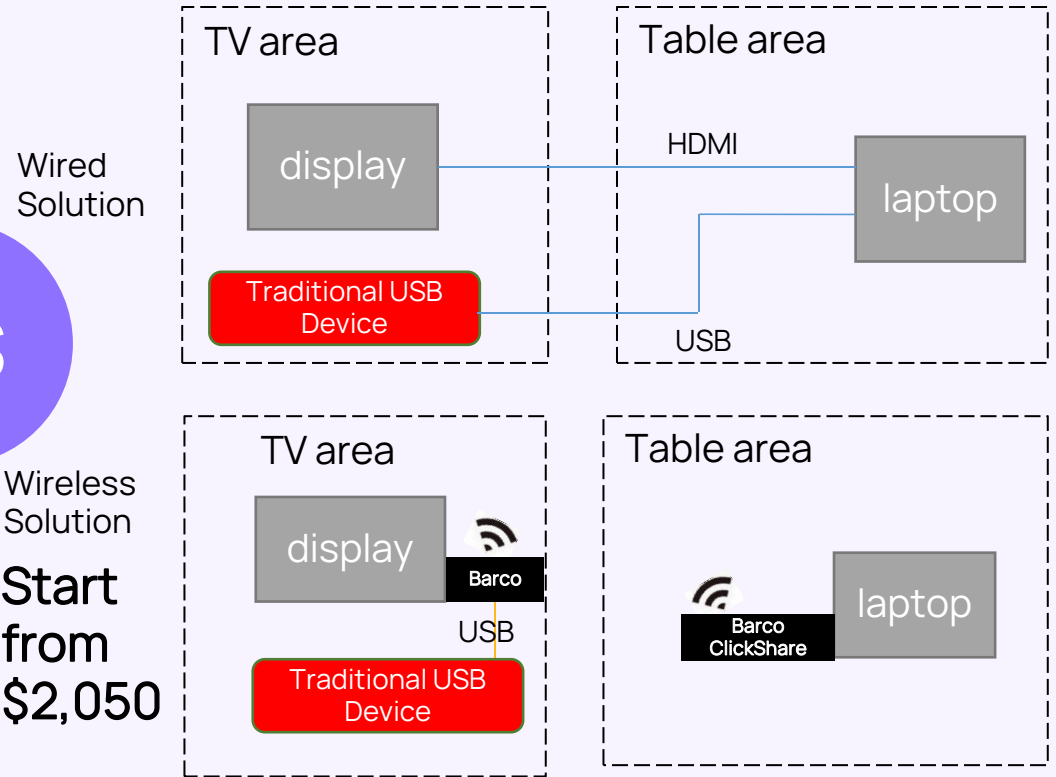 TV area
Table area
Wired
Solution
display
HDMI
laptop
Traditional USB
Device
USB
Wireless
Solution
Start
from
$2,050
TV area
Table area
display
Barco
USB
Traditional USB
Device
Barco
ClickShare
laptop